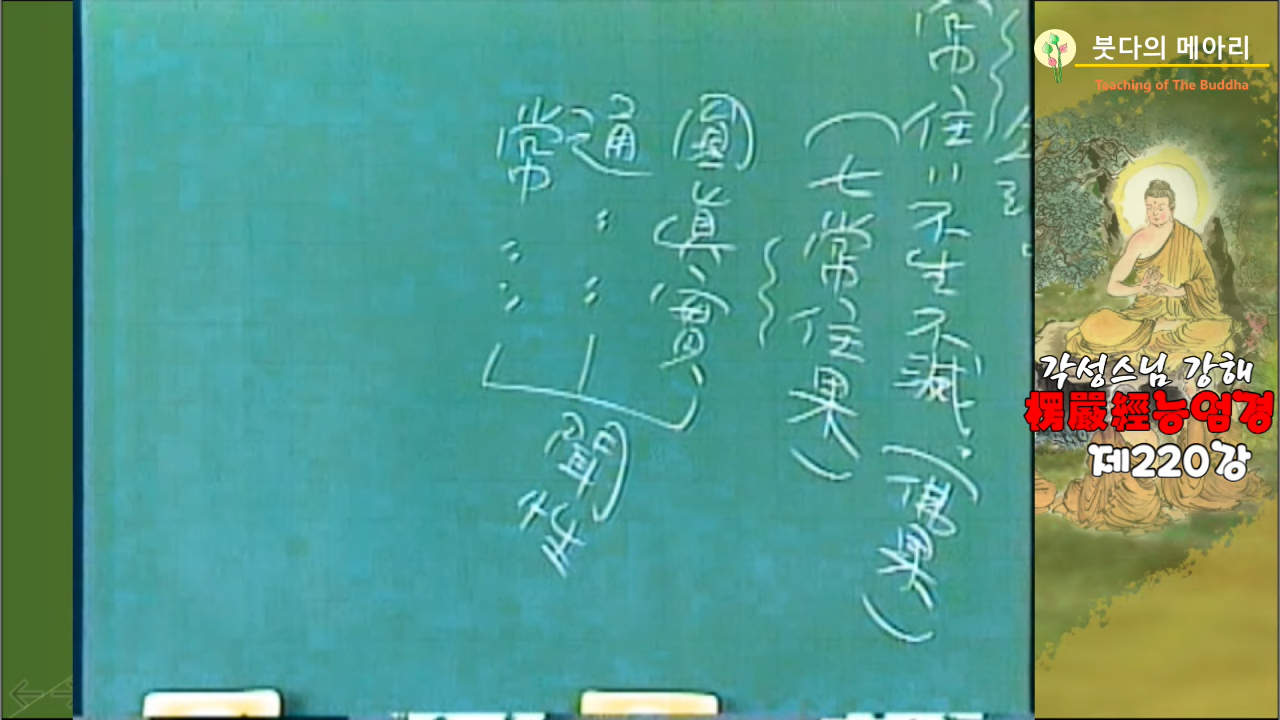 常住 不生不滅 (佛果)
(七常住果)
圓眞實
通
常
聞性
붓다의 메아리
Teaching of The Buddha
각성스님 강해
楞嚴經능엄경
제220강